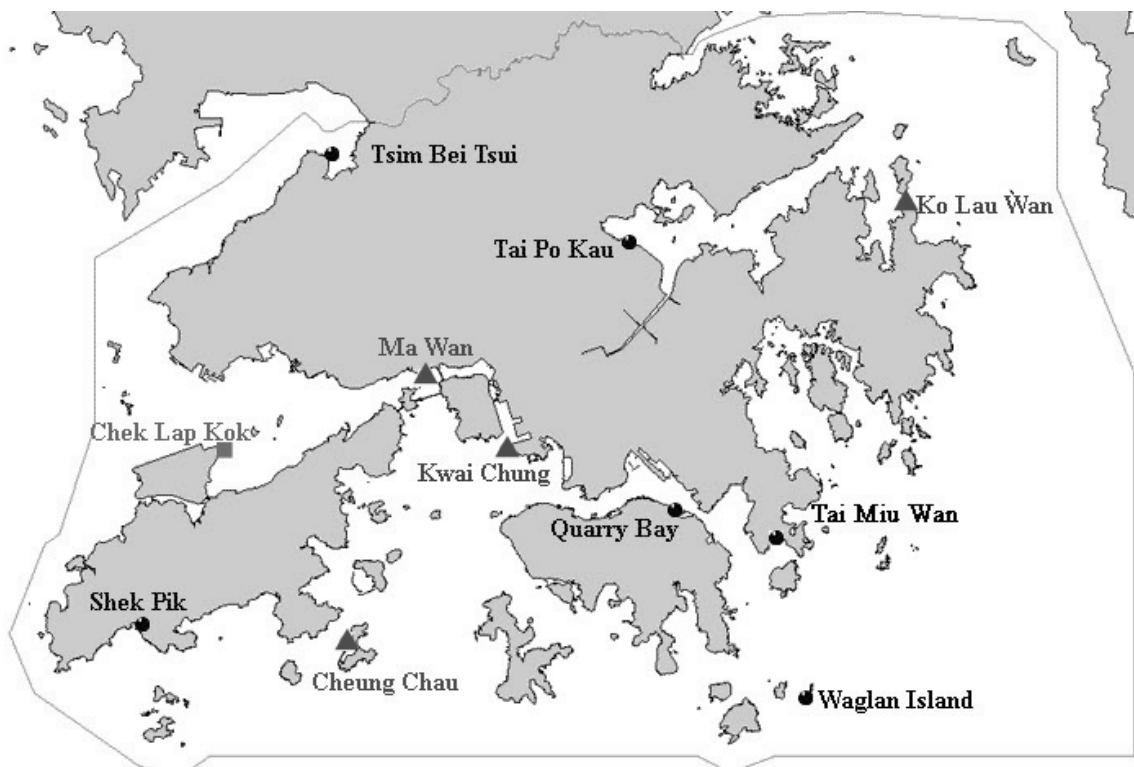 Tsim Bei Tsui
Ko Lau Wan
Tai Po Kau
Ma Wan
Chek Lap Kok
Kwai Chung
Quarry Bay
Tai Miu Wan
Shek Pik
Cheung Chau
Waglan Island